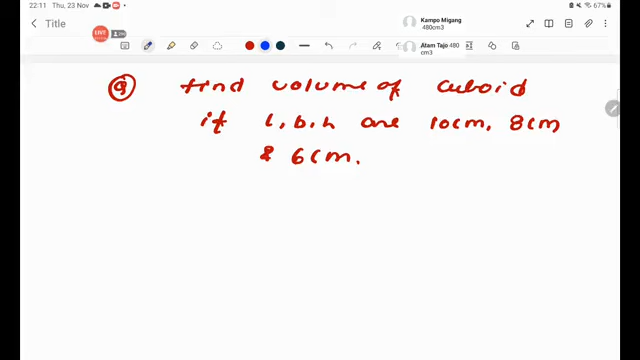 22:11 Thu, 23 Nov
67%
Kampo Migang
480cm3
Title
LIVE
Atam Tajo 480
cm3
Q find volume of cuboid
if l, b, h are 10cm, 8cm
& 6cm.